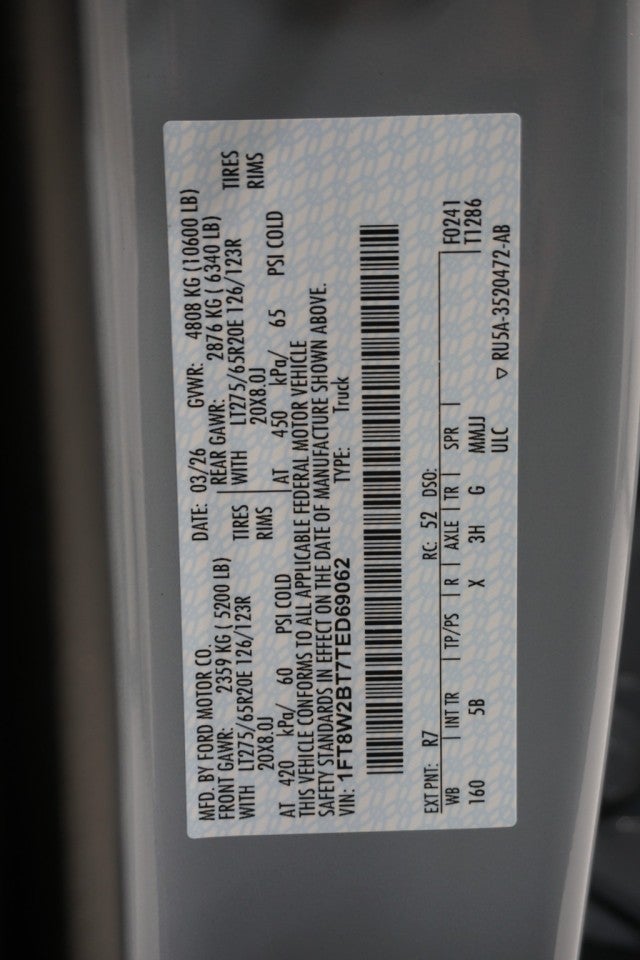 MFD. BY FORD MOTOR CO.
DATE: 03/26 GVWR: 4808 KG (10600 LB)
FRONT GAWR: 2359 KG ( 5200 LB) REAR GAWR: 2876 KG ( 6340 LB)
WITH LT275/65R20E 126/123R TIRES WITH LT275/65R20E 126/123R TIRES
20X8.0J RIMS 20X8.0J RIMS
AT 420 kPa/ 60 PSI COLD AT 450 kPa/ 65 PSI COLD
THIS VEHICLE CONFORMS TO ALL APPLICABLE FEDERAL MOTOR VEHICLE
SAFETY STANDARDS IN EFFECT ON THE DATE OF MANUFACTURE SHOWN ABOVE.
VIN: 1FT8W2BT7TED69062 TYPE: Truck
EXT PNT: R7 RC: 52 DSO: F0241
WB INT TR TP/PS R AXLE TR SPR T1286
160 5B X 3H G MMJJ
ULC ▽ RU5A-3520472-AB